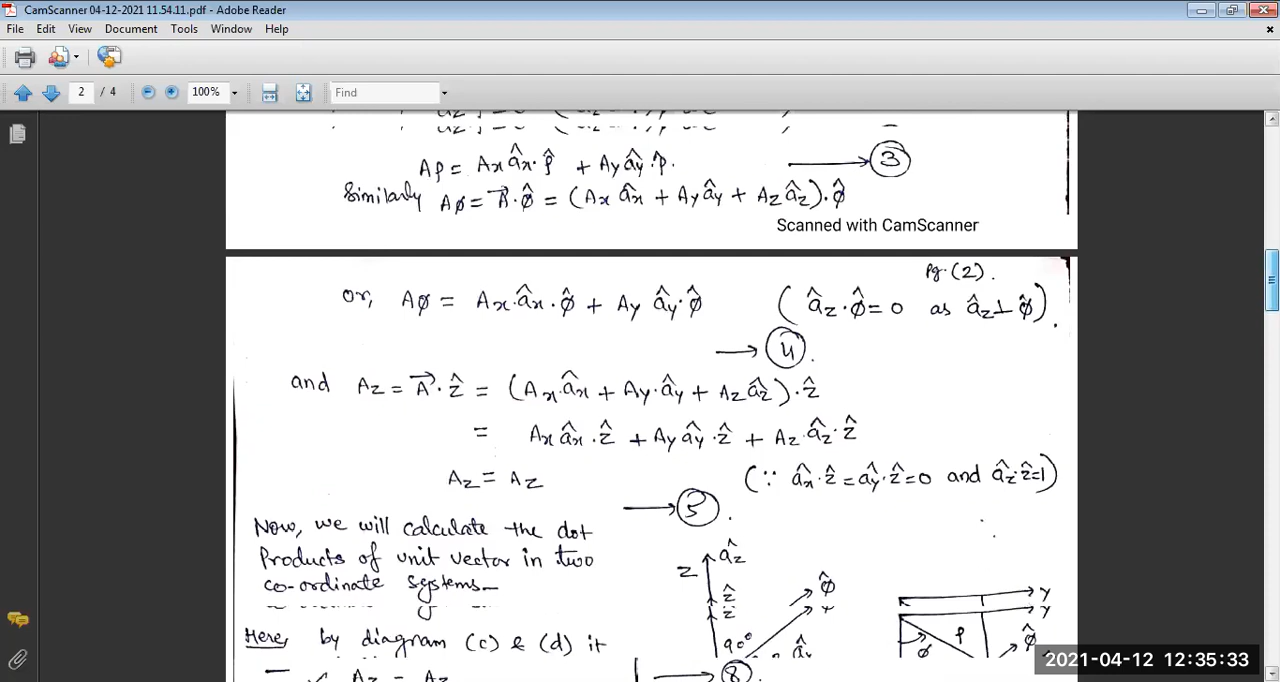 CamScanner 04-12-2021 11.54.11.pdf - Adobe Reader
File Edit View Document Tools Window Help
2 / 4 100% Find
Aρ = Ax âx·ρ̂ + Ay ây·ρ̂. → ③
Similarly Aφ = A⃗·φ̂ = (Ax âx + Ay ây + Az âz)·φ̂
Scanned with CamScanner
pg.(2).
or, Aφ = Ax·âx·φ̂ + Ay ây·φ̂ (âz·φ̂ = 0 as âz ⊥ φ̂).
→ ④.
and Az = A⃗·ẑ = (Ax·âx + Ay·ây + Az âz)·ẑ
= Ax âx·ẑ + Ay ây·ẑ + Az·âz·ẑ
Az = Az (∵ âx·ẑ = ây·ẑ = 0 and âz·ẑ = 1)
→ ⑤.
Now, we will calculate the dot
Products of unit vector in two
co-ordinate systems—
Here, by diagram (c) & (d) it
Az = Az
→ ⑧.
z âz
ẑ
z̄
φ̂
90°
y
y
φ ρ φ̂
2021-04-12 12:35:33